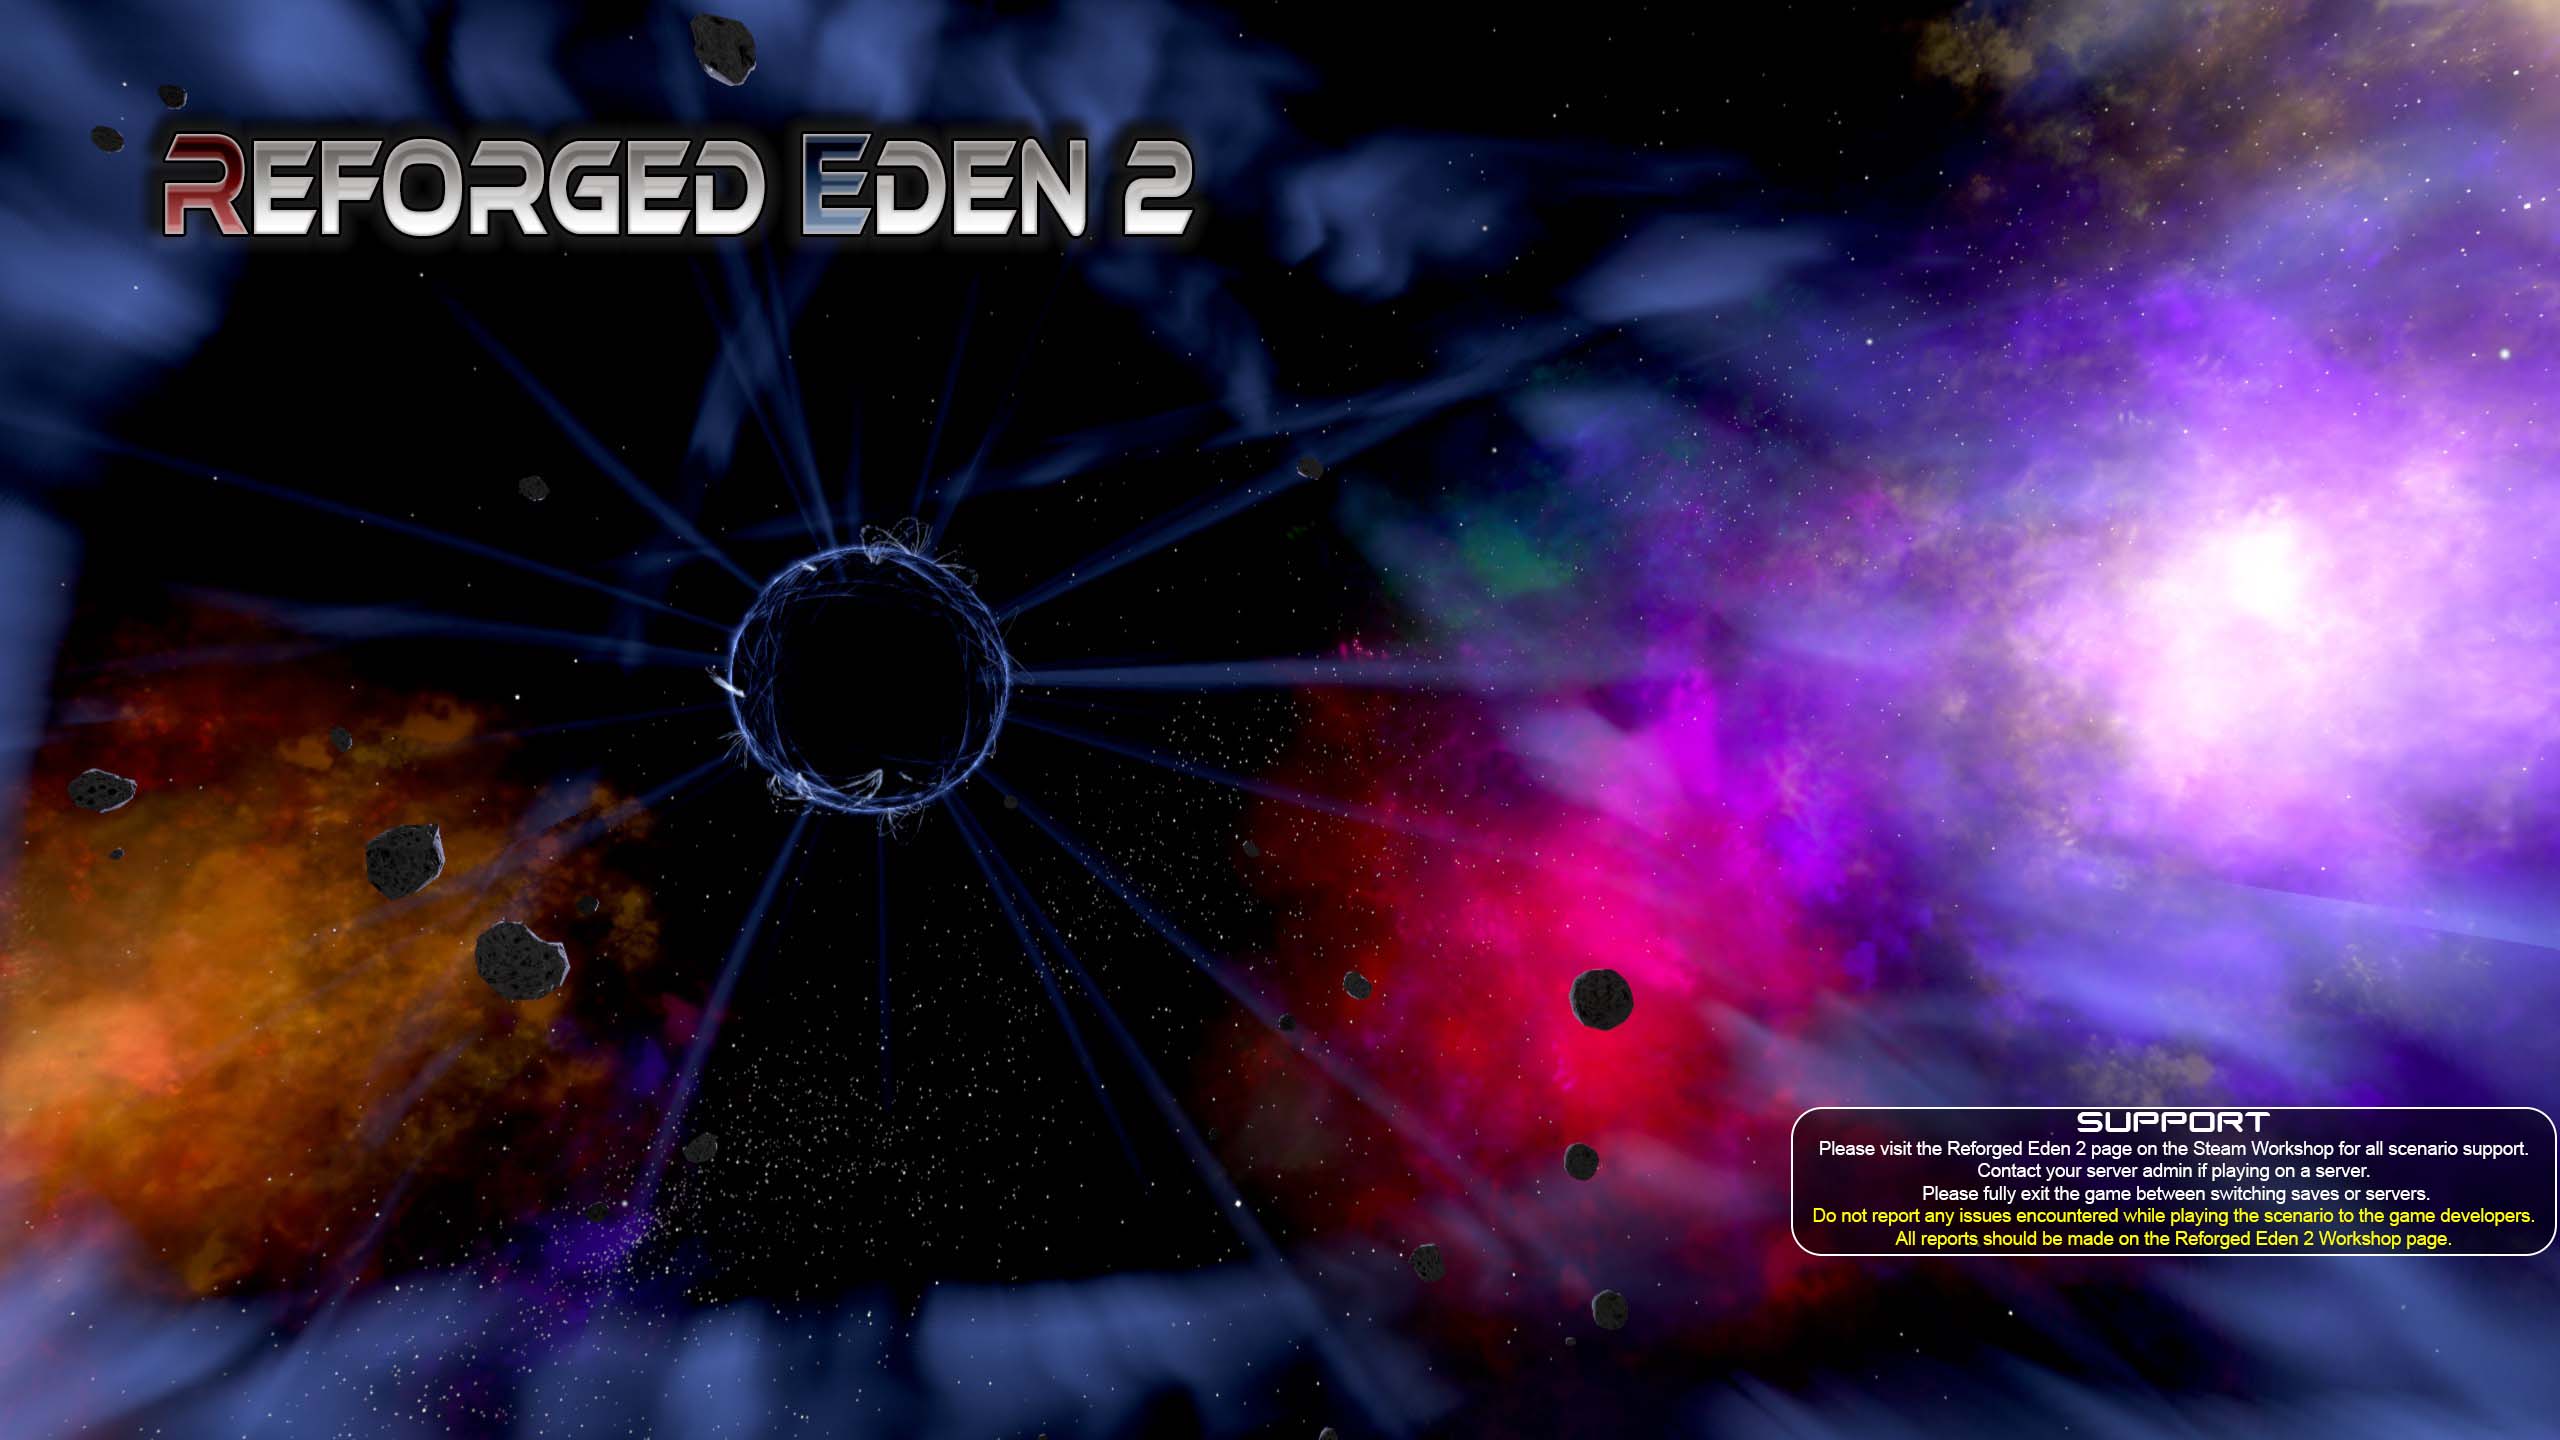 REFORGED EDEN 2
SUPPORT
Please visit the Reforged Eden 2 page on the Steam Workshop for all scenario support.
Contact your server admin if playing on a server.
Please fully exit the game between switching saves or servers.
Do not report any issues encountered while playing the scenario to the game developers.
All reports should be made on the Reforged Eden 2 Workshop page.